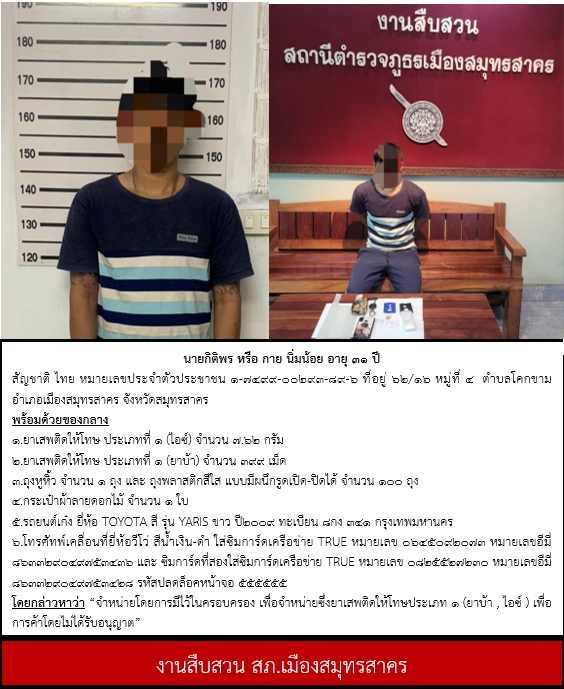 งานสืบสวน
สถานีตำรวจภูธรเมืองสมุทรสาคร
190
180
170
160
150
140
130
120
190
180
170
160
150
นายกิติพร หรือ กาย นิ่มน้อย อายุ ๓๑ ปี
สัญชาติ ไทย หมายเลขประจำตัวประชาชน ๑-๗๔๙๙-๐๐๒๙๓-๘๙-๖ ที่อยู่ ๖๒/๑๖ หมู่ที่ ๔ ตำบลโคกขาม
อำเภอเมืองสมุทรสาคร จังหวัดสมุทรสาคร
พร้อมด้วยของกลาง
๑.ยาเสพติดให้โทษ ประเภทที่ ๑ (ไอซ์) จำนวน ๗.๖๒ กรัม
๒.ยาเสพติดให้โทษ ประเภทที่ ๑ (ยาบ้า) จำนวน ๓๙๙ เม็ด
๓.ถุงหูหิ้ว จำนวน ๑ ถุง และ ถุงพลาสติกสีใส แบบมีผนึกรูดเปิด-ปิดได้ จำนวน ๑๐๐ ถุง
๔.กระเป๋าผ้าลายดอกไม้ จำนวน ๑ ใบ
๕.รถยนต์เก๋ง ยี่ห้อ TOYOTA สี รุ่น YARIS ขาว ปี๒๐๐๙ ทะเบียน ๘กง ๓๔๑ กรุงเทพมหานคร
๖.โทรศัพท์เคลื่อนที่ยี่ห้อวีโว่ สีน้ำเงิน-ดำ ใส่ซิมการ์ดเครือข่าย TRUE หมายเลข ๐๖๔๕๐๙๒๐๗๓ หมายเลขอีมี่
๘๖๓๓๒๙๐๔๙๗๕๓๔๓๖ และ ซิมการ์ดที่สองใส่ซิมการ์ดเครือข่าย TRUE หมายเลข ๐๘๒๕๕๒๗๒๓๐ หมายเลขอีมี่
๘๖๓๓๒๙๐๔๙๗๕๓๔๒๘ รหัสปลดล็อคหน้าจอ ๕๕๕๕๕๕
โดยกล่าวหาว่า “จำหน่ายโดยการมีไว้ในครอบครอง เพื่อจำหน่ายซึ่งยาเสพติดให้โทษประเภท ๑ (ยาบ้า , ไอซ์ ) เพื่อ
การค้าโดยไม่ได้รับอนุญาต”
งานสืบสวน สภ.เมืองสมุทรสาคร